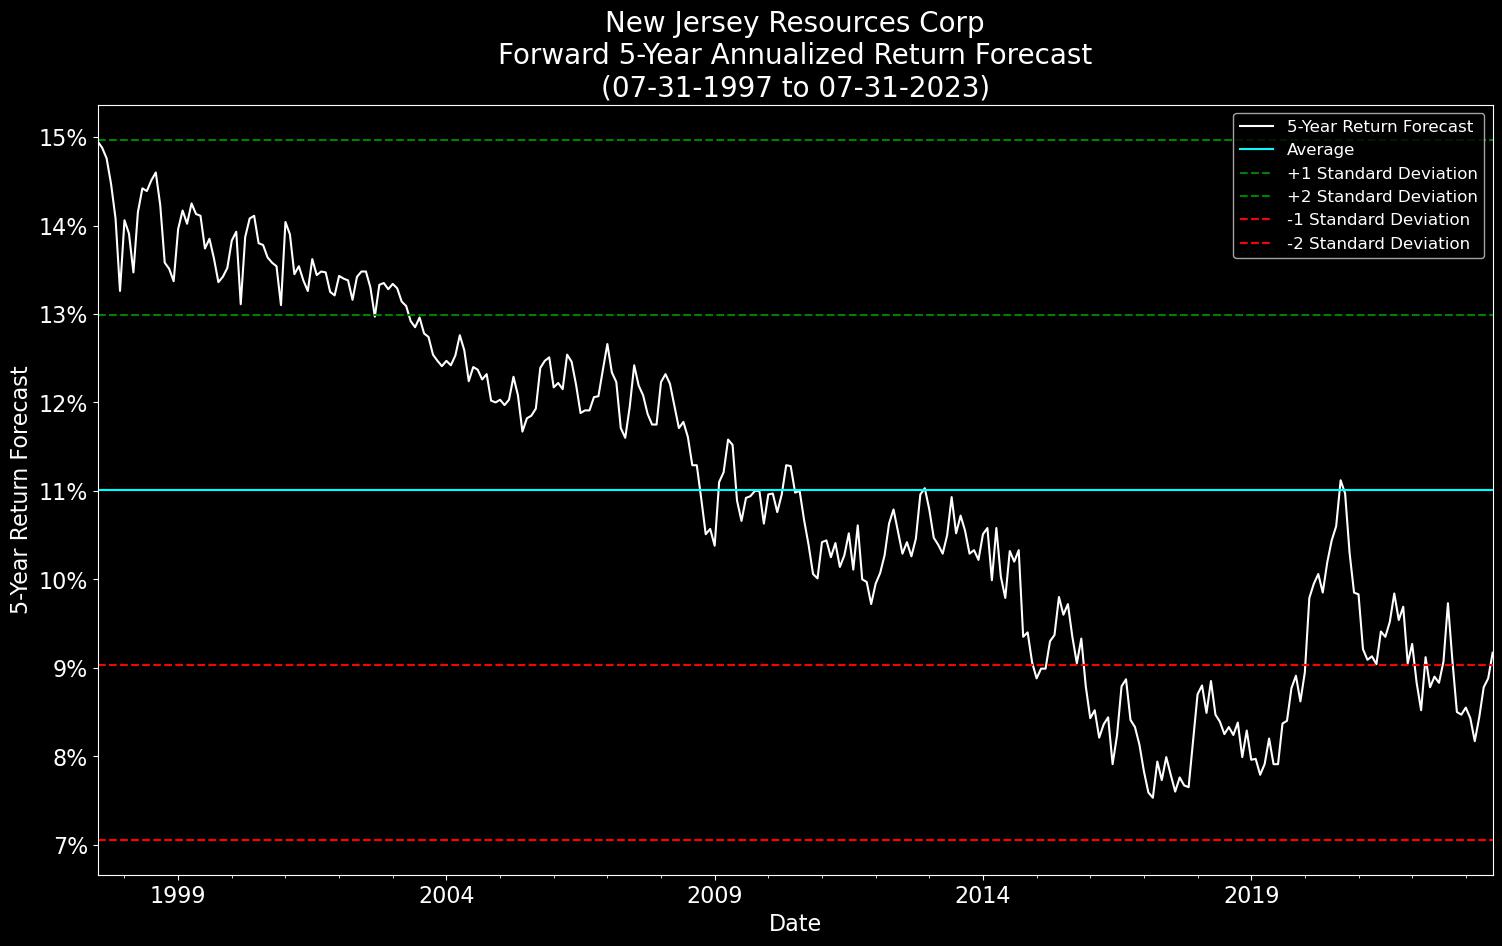 New Jersey Resources Corp
Forward 5-Year Annualized Return Forecast
(07-31-1997 to 07-31-2023)
5-Year Return Forecast
15%
14%
13%
12%
11%
10%
9%
8%
7%
5-Year Return Forecast
Average
+1 Standard Deviation
+2 Standard Deviation
-1 Standard Deviation
-2 Standard Deviation
1999 2004 2009 2014 2019
Date